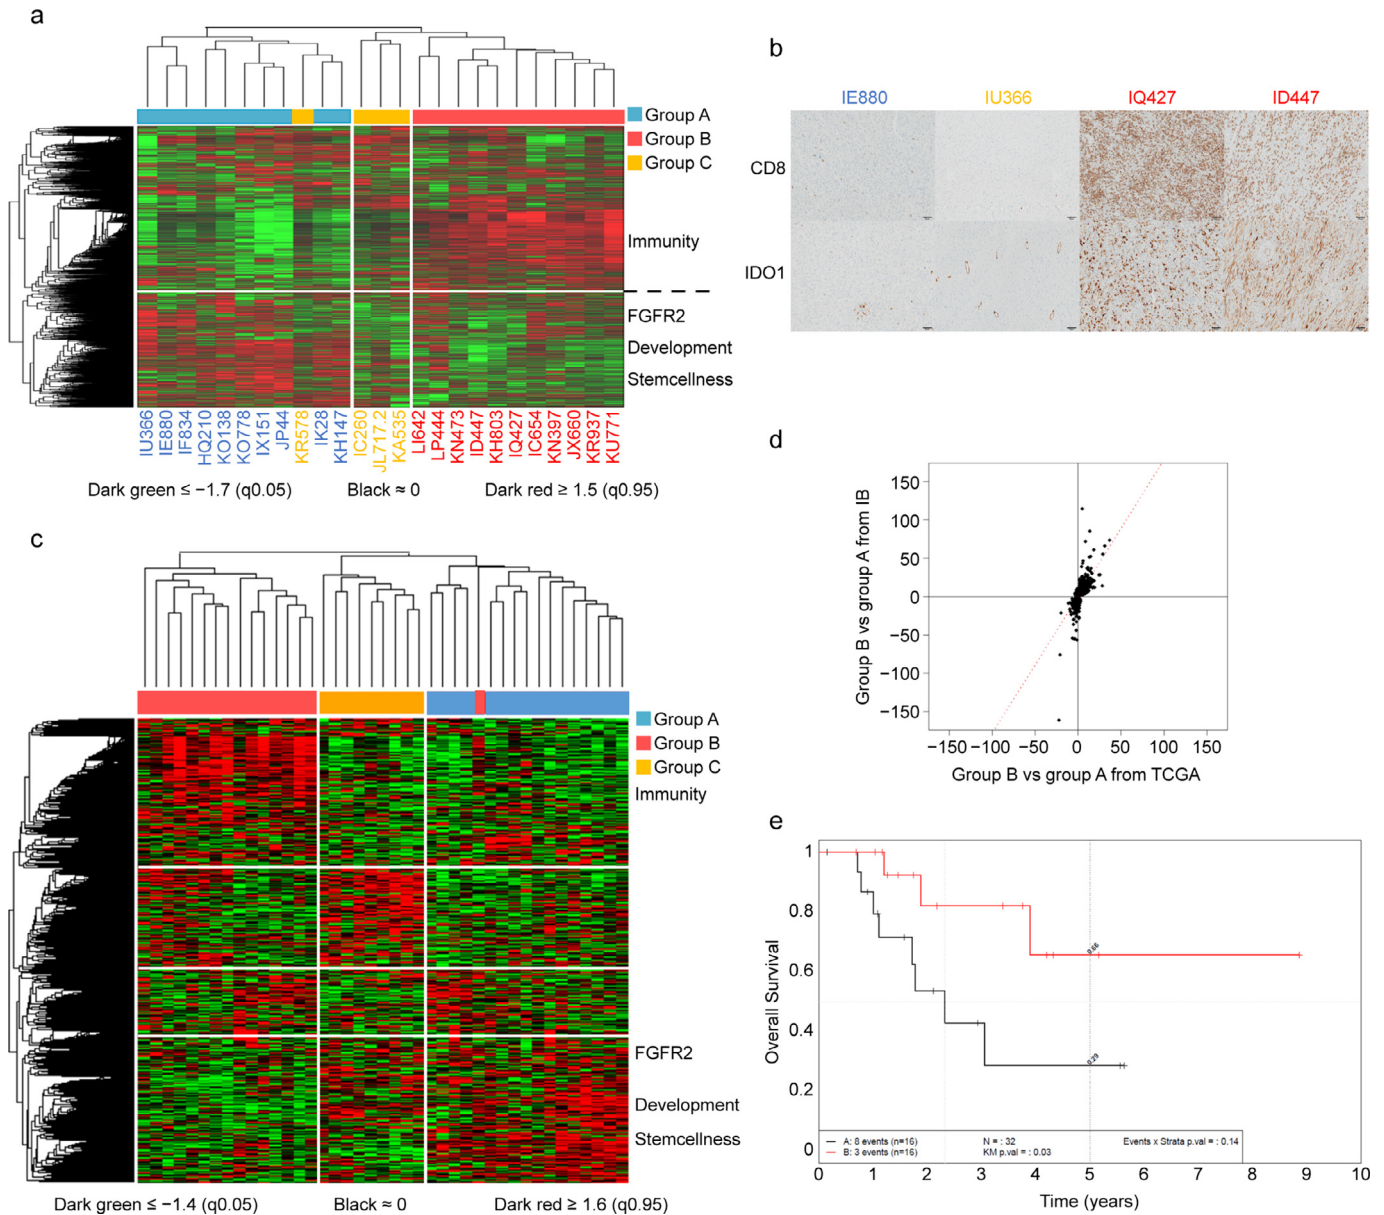 a
Group A
Group B
Group C
Immunity
FGFR2
Development
Stemcellness
IU366
IE880
IF834
HQ210
KO138
KO778
IX151
JP44
KR578
IK28
KH147
IC260
JL717.2
KA535
LI642
LP444
KN473
ID447
KH803
IQ427
IC654
KN397
JX660
KR937
KU771
Dark green ≤ −1.7 (q0.05) Black ≈ 0 Dark red ≥ 1.5 (q0.95)
b
IE880 IU366 IQ427 ID447
CD8
IDO1
c
Group A
Group B
Group C
Immunity
FGFR2
Development
Stemcellness
Dark green ≤ −1.4 (q0.05) Black ≈ 0 Dark red ≥ 1.6 (q0.95)
d
Group B vs group A from IB
150
100
50
0
−50
−100
−150
−150 −100 −50 0 50 100 150
Group B vs group A from TCGA
e
Overall Survival
1
0.8
0.6
0.4
0.2
0
0.66
0.29
A: 8 events (n=16) N = : 32 Events x Strata p.val = : 0.14
B: 3 events (n=16) KM p.val = : 0.03
0 1 2 3 4 5 6 7 8 9 10
Time (years)